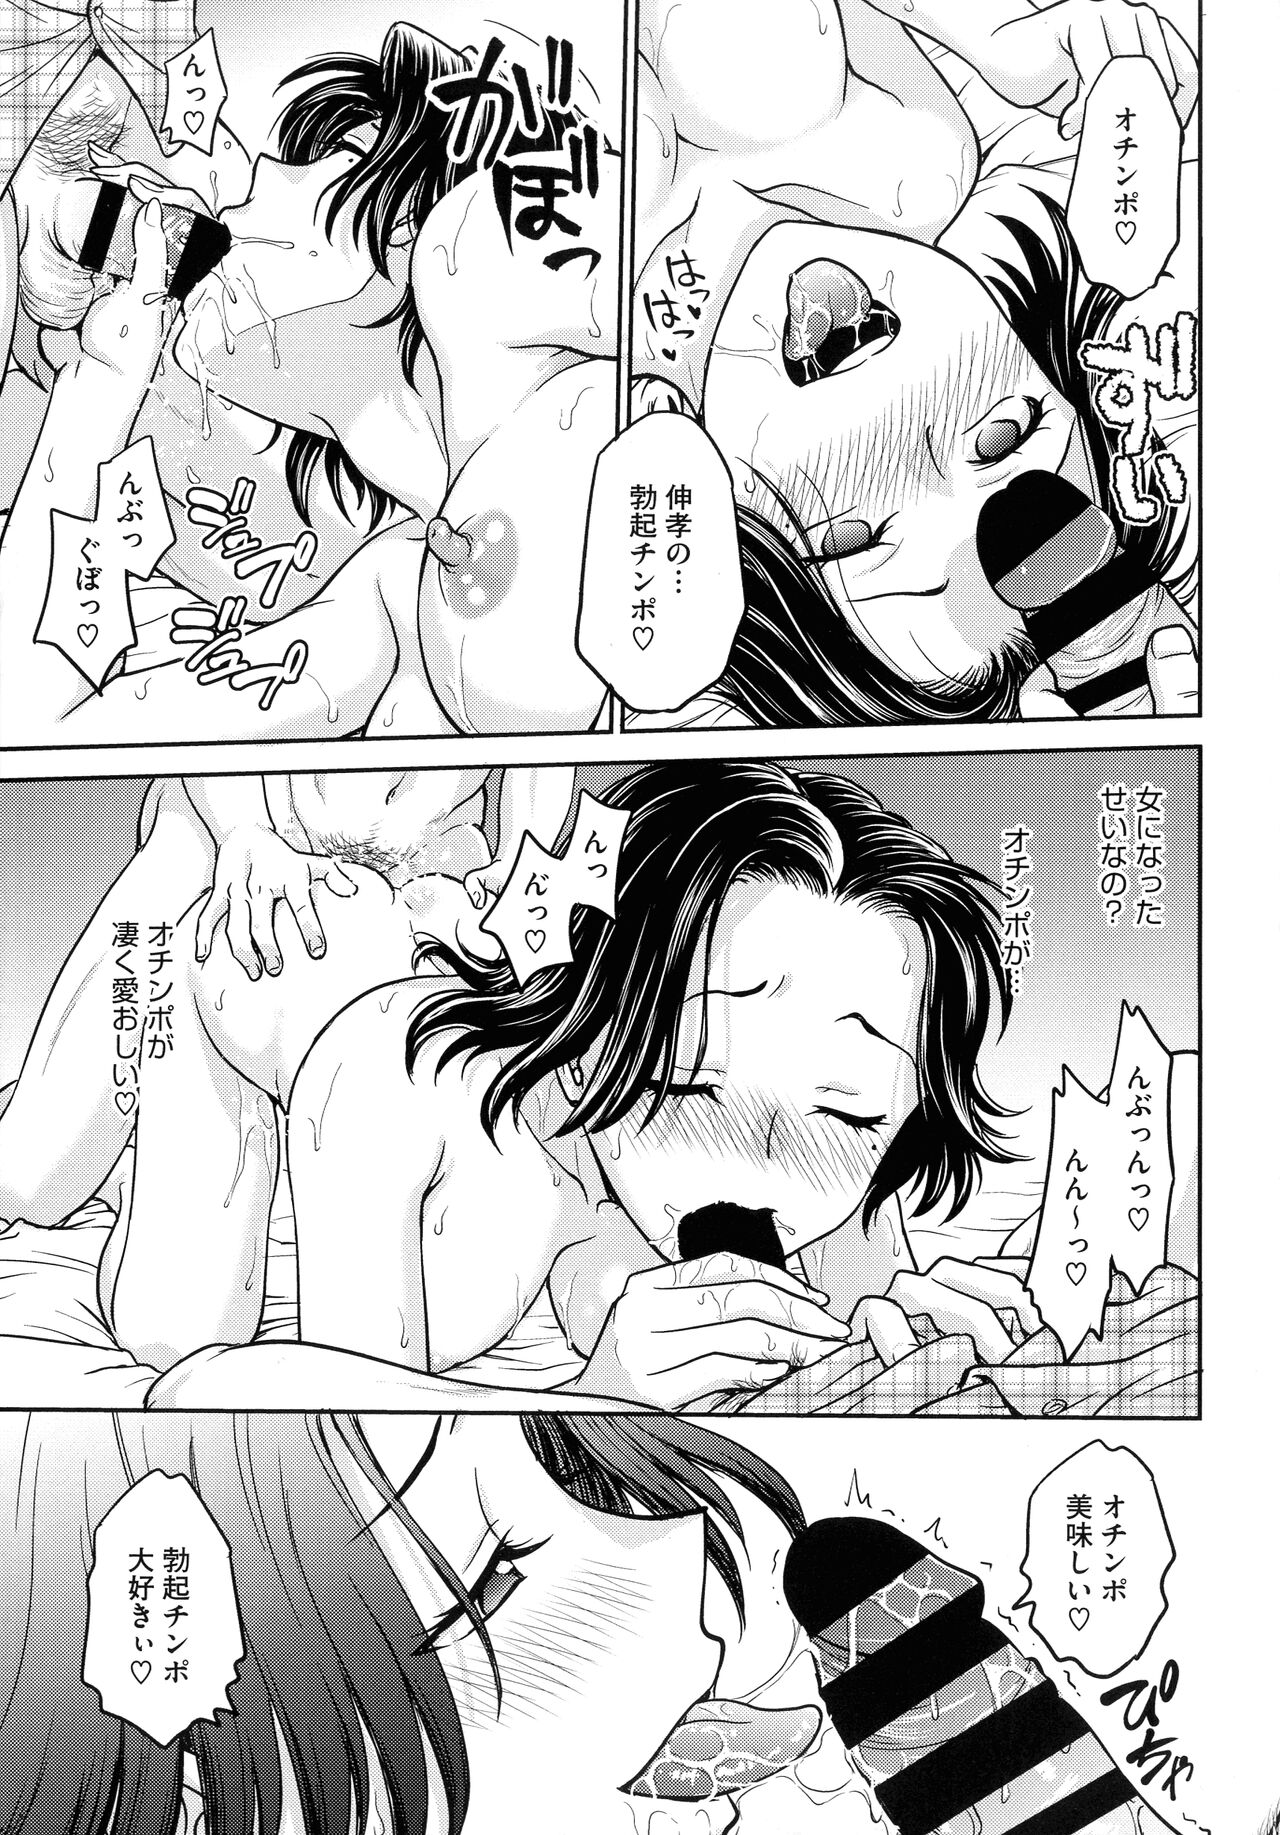 オチンポ♡
ずいっ
はっ♥
はっ♥
伸孝の…
勃起チンポ♡
がぼっ
んっ♡
んぶっ
ぐぼっ♡
ジュプ
ジュプ
女になった
せいなの？
オチンポが…
んぶっんっ♡
んん〜っ♡
んっ
んっ♡
オチンポが
凄く愛おしい♡
オチンポ
美味しい♡
ぴちゃ
勃起チンポ
大好きぃ♡